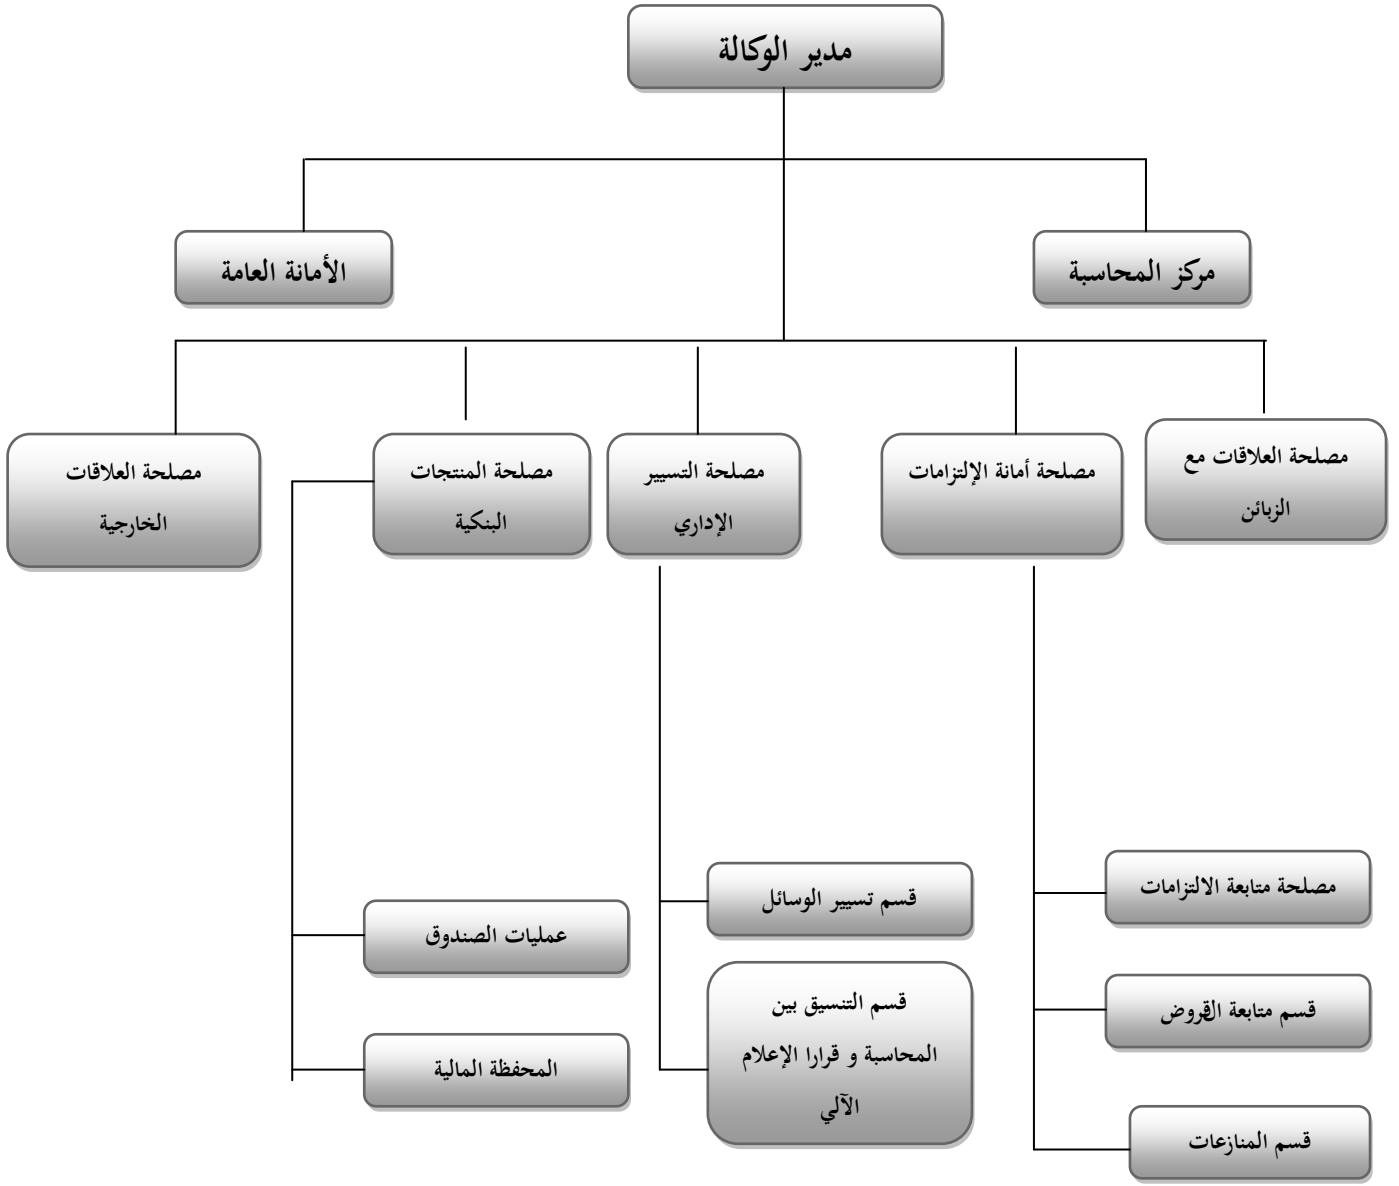 مدير الوكالة
مركز المحاسبة
الأمانة العامة
مصلحة العلاقات مع
الزبائن
مصلحة أمانة الإلتزامات
مصلحة التسيير
الإداري
مصلحة المنتجات
البنكية
مصلحة العلاقات
الخارجية
مصلحة متابعة الالتزامات
قسم متابعة القروض
قسم المنازعات
قسم تسيير الوسائل
قسم التنسيق بين
المحاسبة و قرارا الإعلام
الآلي
عمليات الصندوق
المحفظة المالية